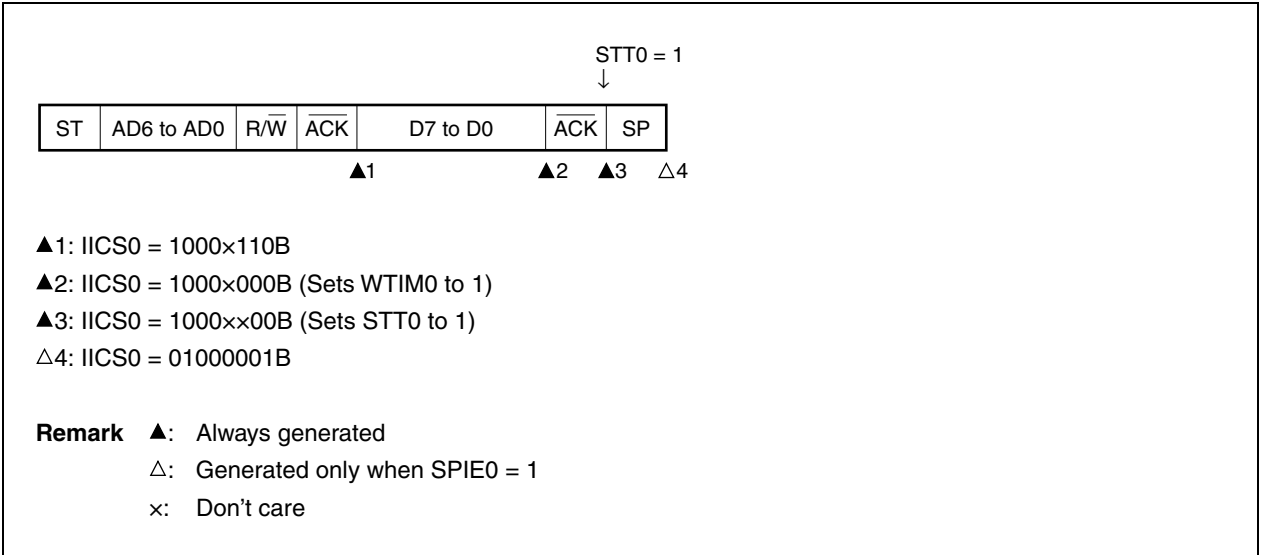 STT0 = 1
↓
ST AD6 to AD0 R/W̅ A̅C̅K̅ D7 to D0 A̅C̅K̅ SP
▲1 ▲2 ▲3 △4
▲1: IICS0 = 1000×110B
▲2: IICS0 = 1000×000B (Sets WTIM0 to 1)
▲3: IICS0 = 1000××00B (Sets STT0 to 1)
△4: IICS0 = 01000001B
Remark ▲: Always generated
△: Generated only when SPIE0 = 1
×: Don't care